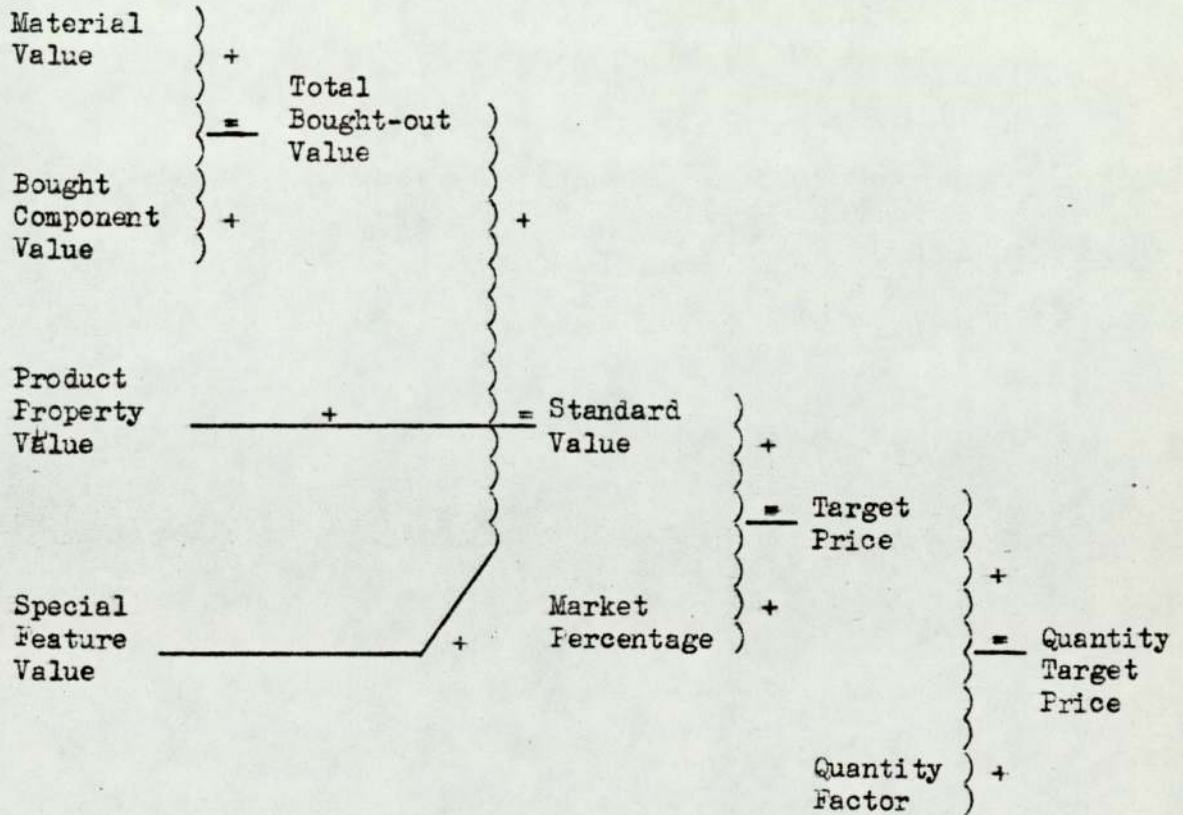 Material
Value
+
Total
Bought-out
Value
=
Bought
Component
Value
+
+
Product
Property
Value
+
= Standard
Value
+
= Target
Price
Special
Feature
Value
+
Market
Percentage
+
+
= Quantity
Target
Price
Quantity
Factor
+